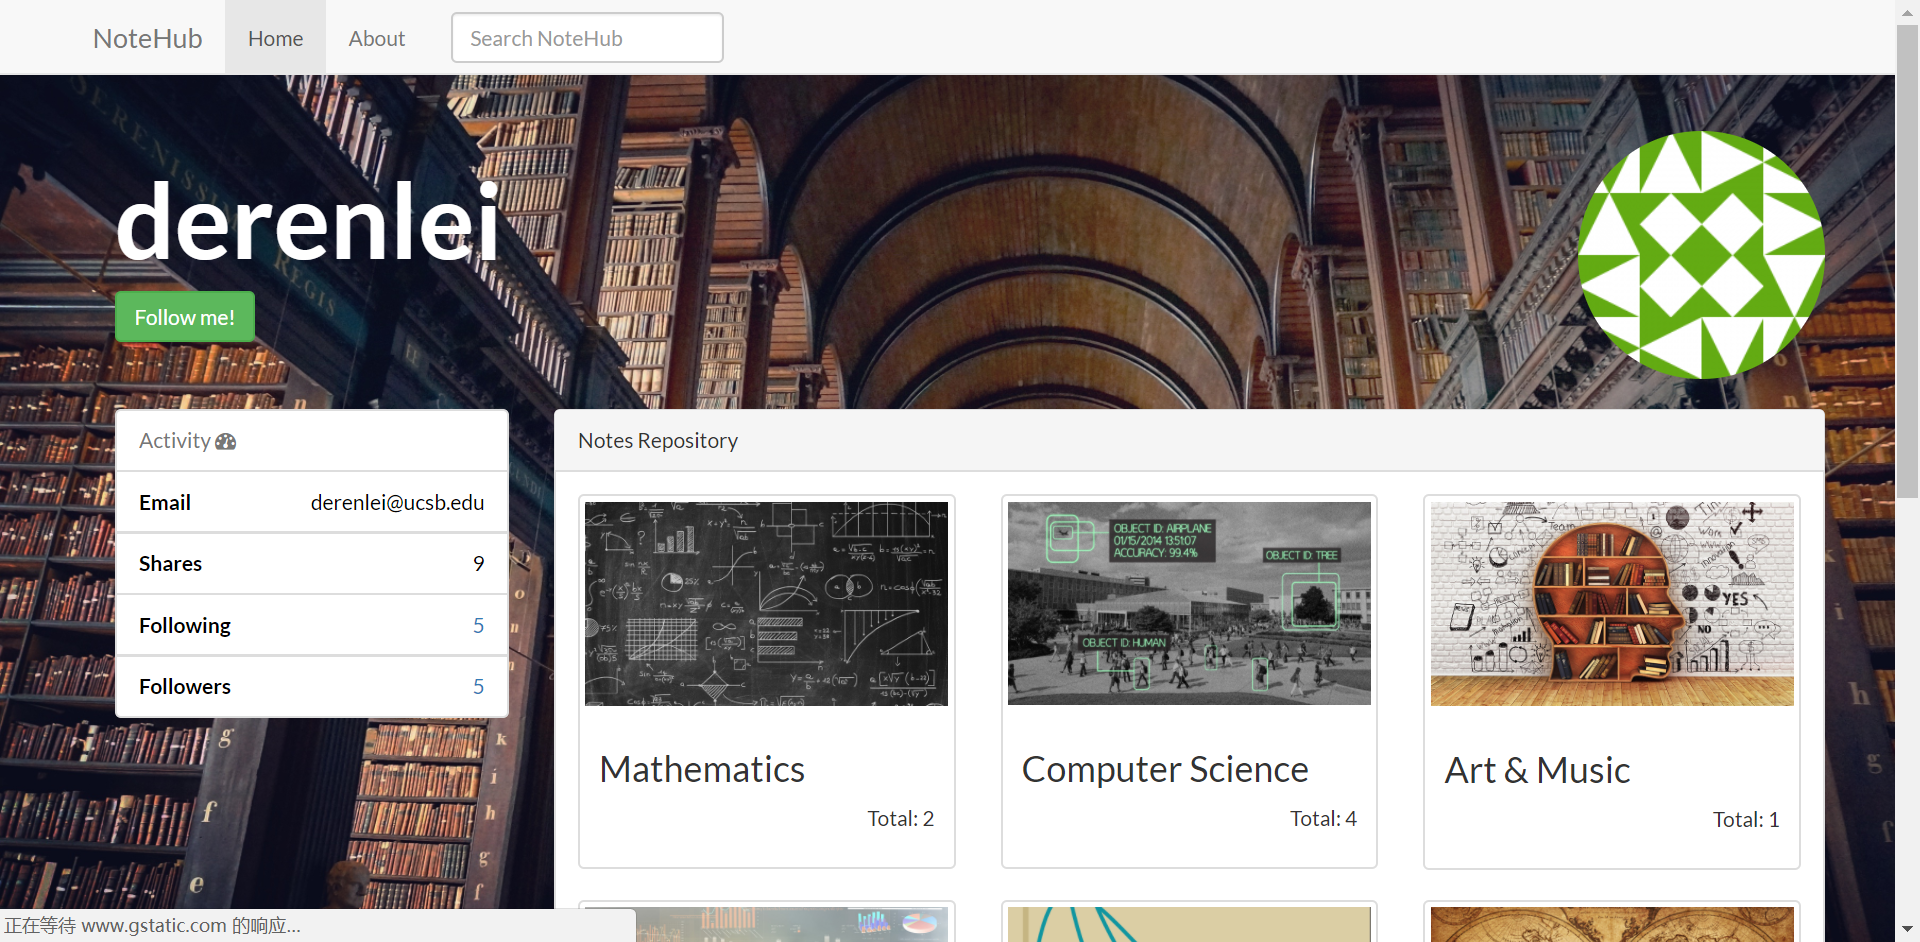 NoteHub Home About Search NoteHub
derenlei
Follow me!
Activity
Email derenlei@ucsb.edu
Shares 9
Following 5
Followers 5
Notes Repository
OBJECT ID: AIRPLANE
01/15/2014 13:51:07
ACCURACY: 99.4%
OBJECT ID: TREE
OBJECT ID: HUMAN
YES
NO
Mathematics
Total: 2
Computer Science
Total: 4
Art & Music
Total: 1
正在等待 www.gstatic.com 的响应...